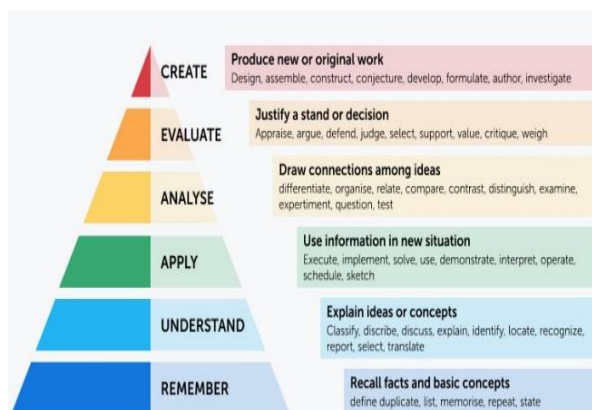 CREATE
Produce new or original work
Design, assemble, construct, conjecture, develop, formulate, author, investigate
EVALUATE
Justify a stand or decision
Appraise, argue, defend, judge, select, support, value, critique, weigh
ANALYSE
Draw connections among ideas
differentiate, organise, relate, compare, contrast, distinguish, examine,
expertiment, question, test
APPLY
Use information in new situation
Execute, implement, solve, use, demonstrate, interpret, operate,
schedule, sketch
UNDERSTAND
Explain ideas or concepts
Classify, discribe, discuss, explain, identify, locate, recognize,
report, select, translate
REMEMBER
Recall facts and basic concepts
define duplicate, list, memorise, repeat, state